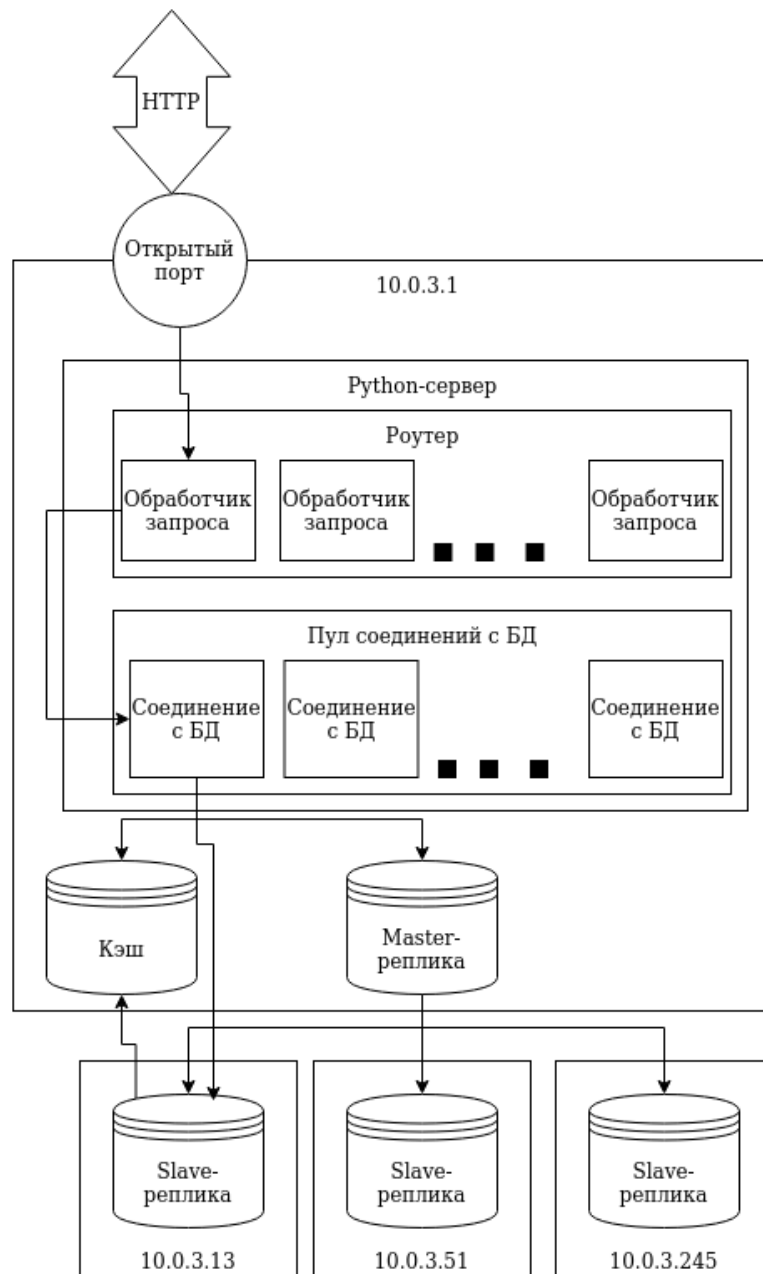 HTTP
Открытый
порт
10.0.3.1
Python-сервер
Роутер
Обработчик
запроса
Обработчик
запроса
Обработчик
запроса
Пул соединений с БД
Соединение
с БД
Соединение
с БД
Соединение
с БД
Кэш
Master-
реплика
Slave-
реплика
Slave-
реплика
Slave-
реплика
10.0.3.13
10.0.3.51
10.0.3.245